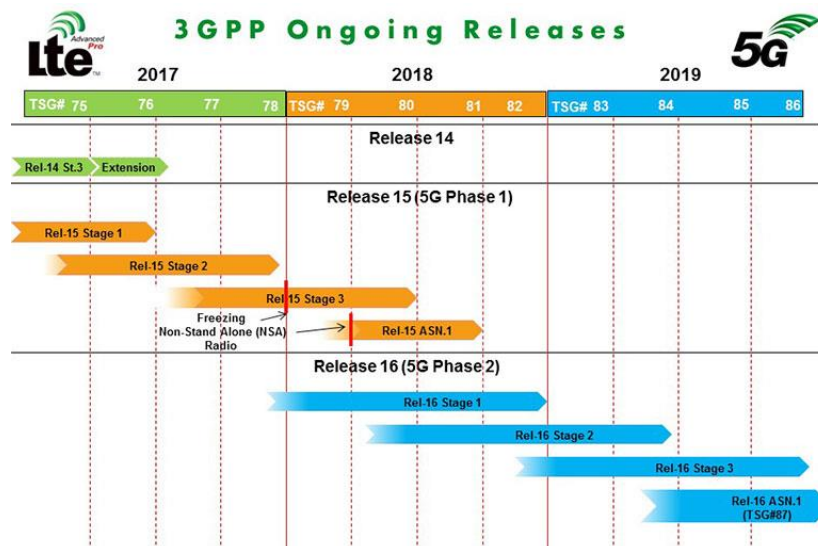 3GPP Ongoing Releases
LTE Advanced Pro
TM
5G
2017 2018 2019
TSG# 75 76 77 78 TSG# 79 80 81 82 TSG# 83 84 85 86
Release 14
Rel-14 St.3 Extension
Release 15 (5G Phase 1)
Rel-15 Stage 1
Rel-15 Stage 2
Rel-15 Stage 3
Freezing
Non-Stand Alone (NSA)
Radio
Rel-15 ASN.1
Release 16 (5G Phase 2)
Rel-16 Stage 1
Rel-16 Stage 2
Rel-16 Stage 3
Rel-16 ASN.1
(TSG#87)